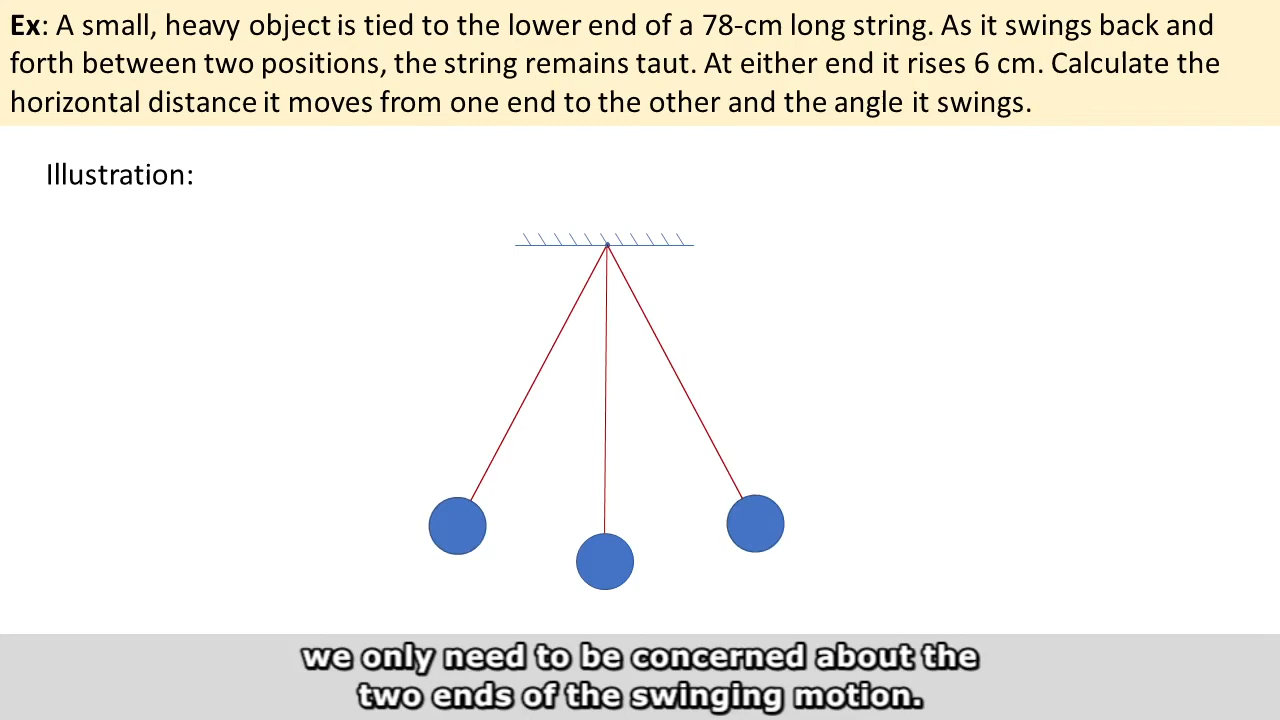 Ex: A small, heavy object is tied to the lower end of a 78-cm long string. As it swings back and
forth between two positions, the string remains taut. At either end it rises 6 cm. Calculate the
horizontal distance it moves from one end to the other and the angle it swings.
Illustration:
we only need to be concerned about the
two ends of the swinging motion.